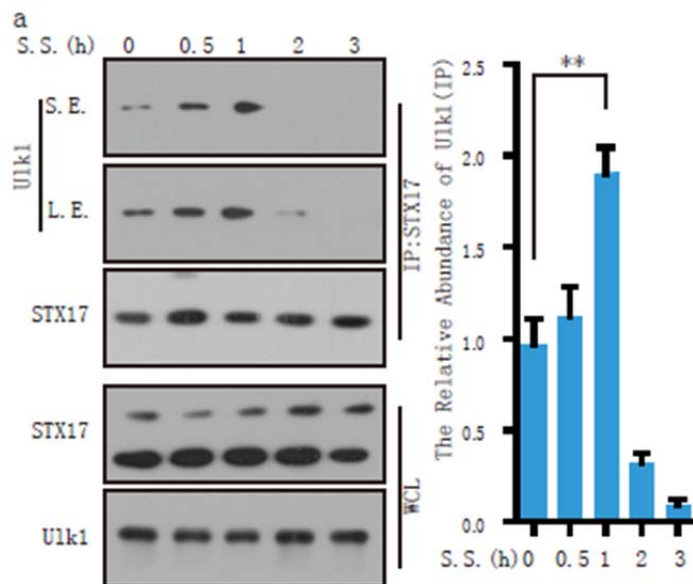 a
S.S.(h) 0 0.5 1 2 3
Ulk1
S.E.
L.E.
STX17
IP:STX17
STX17
Ulk1
WCL
The Relative Abundance of Ulk1(IP)
2.5
2.0
1.5
1.0
0.5
0.0
**
S.S.(h) 0 0.5 1 2 3